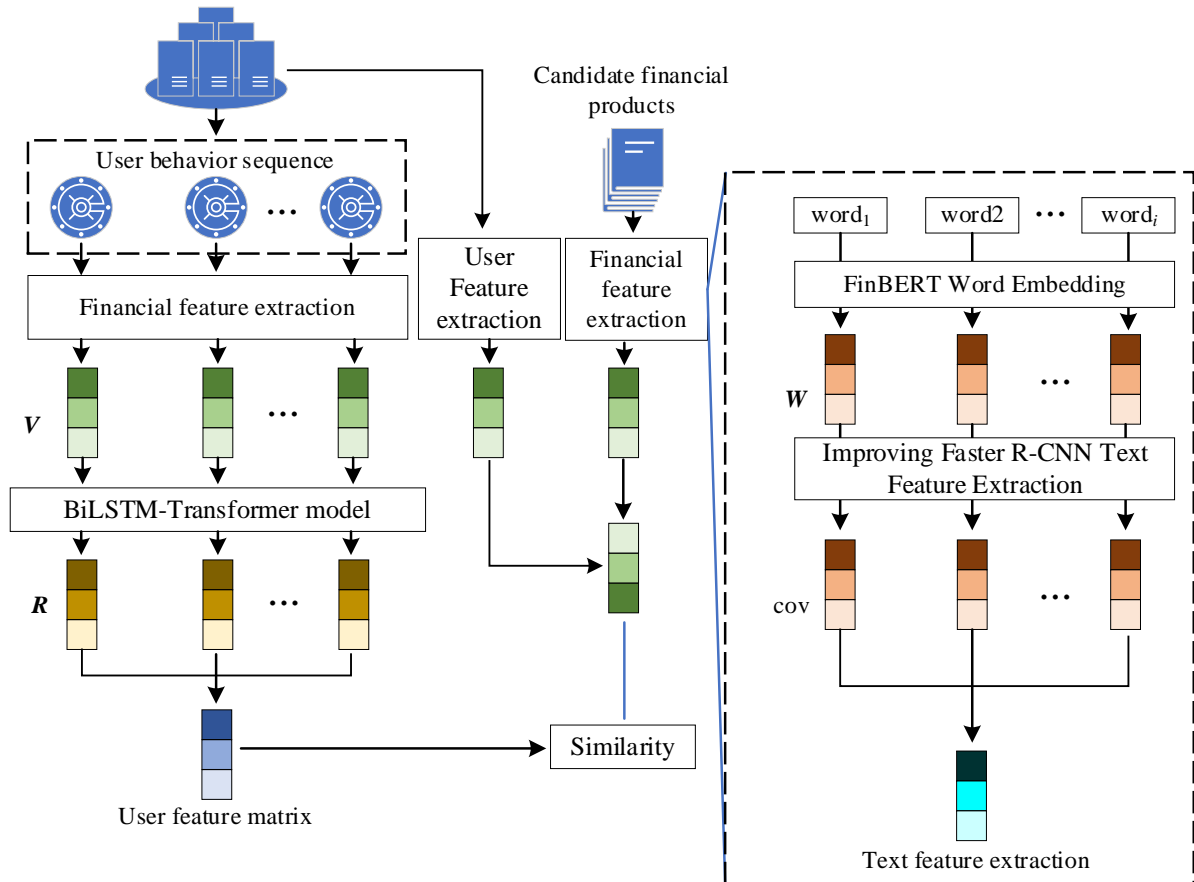 Candidate financial
products
User behavior sequence
...
Financial feature extraction
User
Feature
extraction
Financial
feature
extraction
V
...
BiLSTM-Transformer model
R
...
User feature matrix
Similarity
word₁
word2
...
wordᵢ
FinBERT Word Embedding
W
...
Improving Faster R-CNN Text
Feature Extraction
cov
...
Text feature extraction